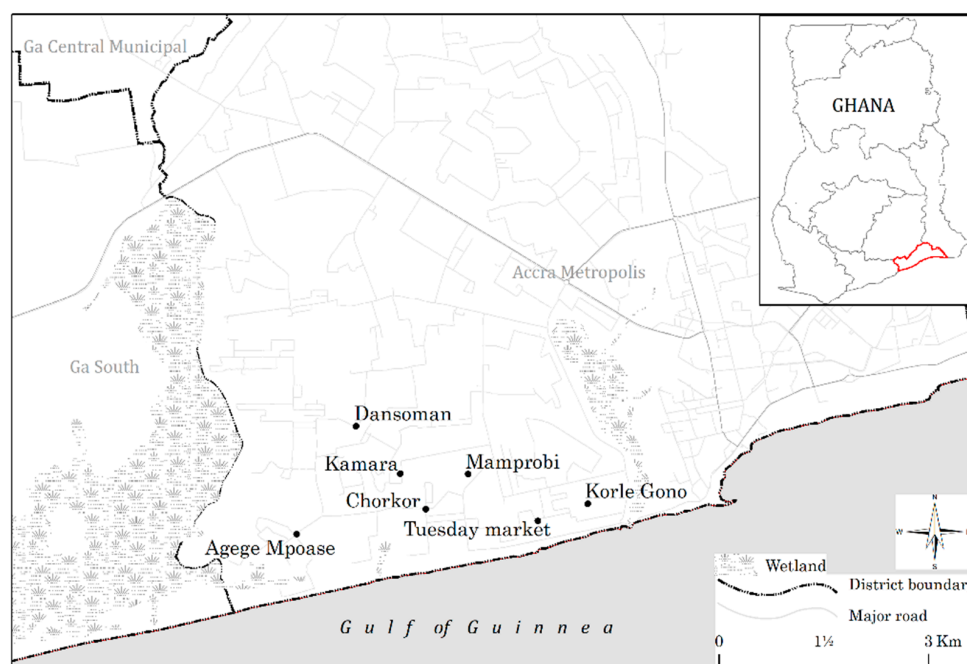 Ga Central Municipal
GHANA
Accra Metropolis
Ga South
Dansoman
Kamara
Mamprobi
Chorkor
Korle Gono
Tuesday market
Agege Mpoase
N
W
S
Wetland
District boundar
Major road
Gulf of Guinnea
0 1½ 3 Km